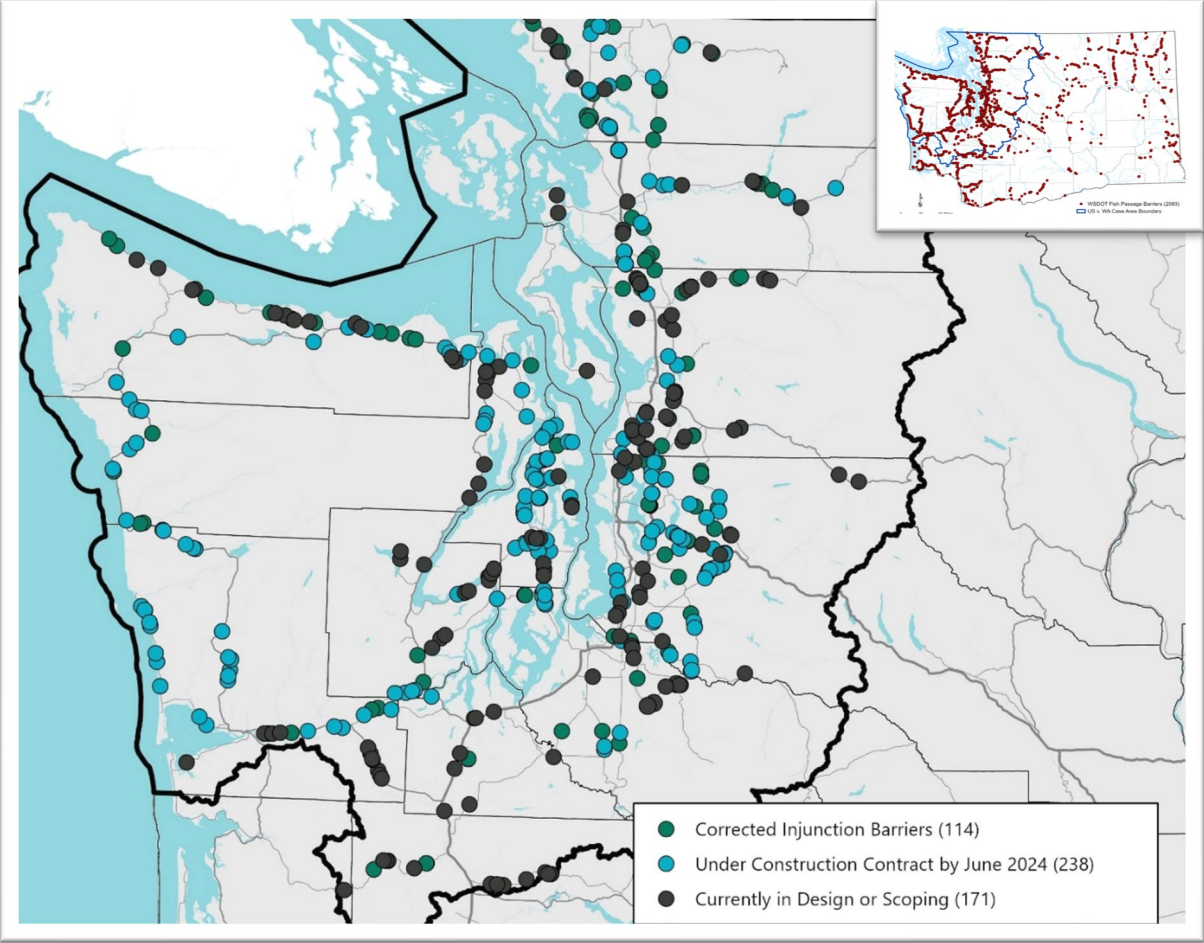 WSDOT Fish Passage Barriers (2083)
US v. WA Case Area Boundary
Corrected Injunction Barriers (114)
Under Construction Contract by June 2024 (238)
Currently in Design or Scoping (171)